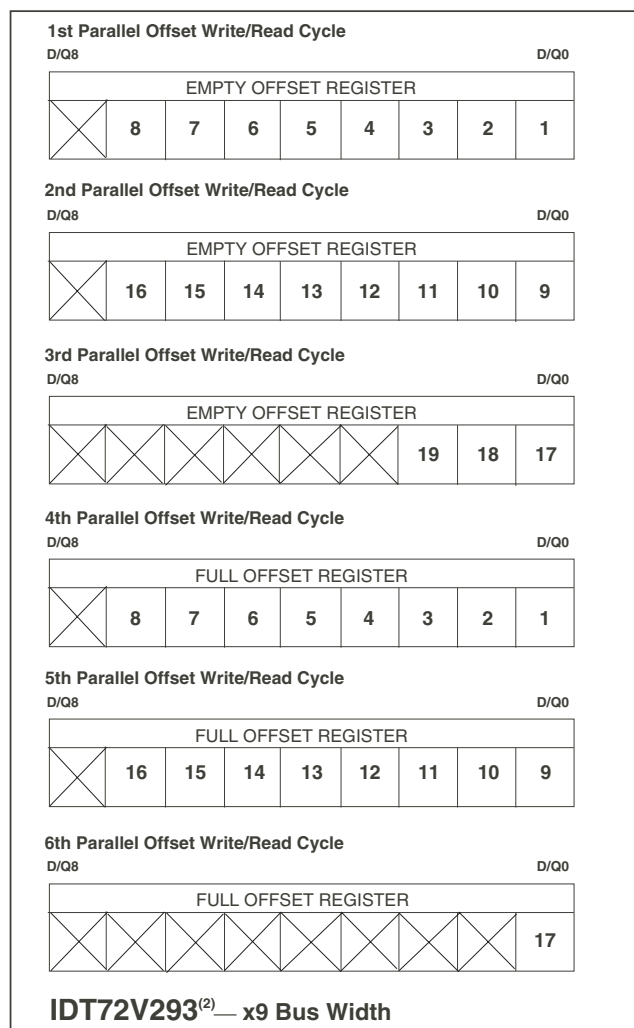 1st Parallel Offset Write/Read Cycle
D/Q8 D/Q0
EMPTY OFFSET REGISTER
8 7 6 5 4 3 2 1
2nd Parallel Offset Write/Read Cycle
D/Q8 D/Q0
EMPTY OFFSET REGISTER
16 15 14 13 12 11 10 9
3rd Parallel Offset Write/Read Cycle
D/Q8 D/Q0
EMPTY OFFSET REGISTER
19 18 17
4th Parallel Offset Write/Read Cycle
D/Q8 D/Q0
FULL OFFSET REGISTER
8 7 6 5 4 3 2 1
5th Parallel Offset Write/Read Cycle
D/Q8 D/Q0
FULL OFFSET REGISTER
16 15 14 13 12 11 10 9
6th Parallel Offset Write/Read Cycle
D/Q8 D/Q0
FULL OFFSET REGISTER
17
IDT72V293(2)— x9 Bus Width